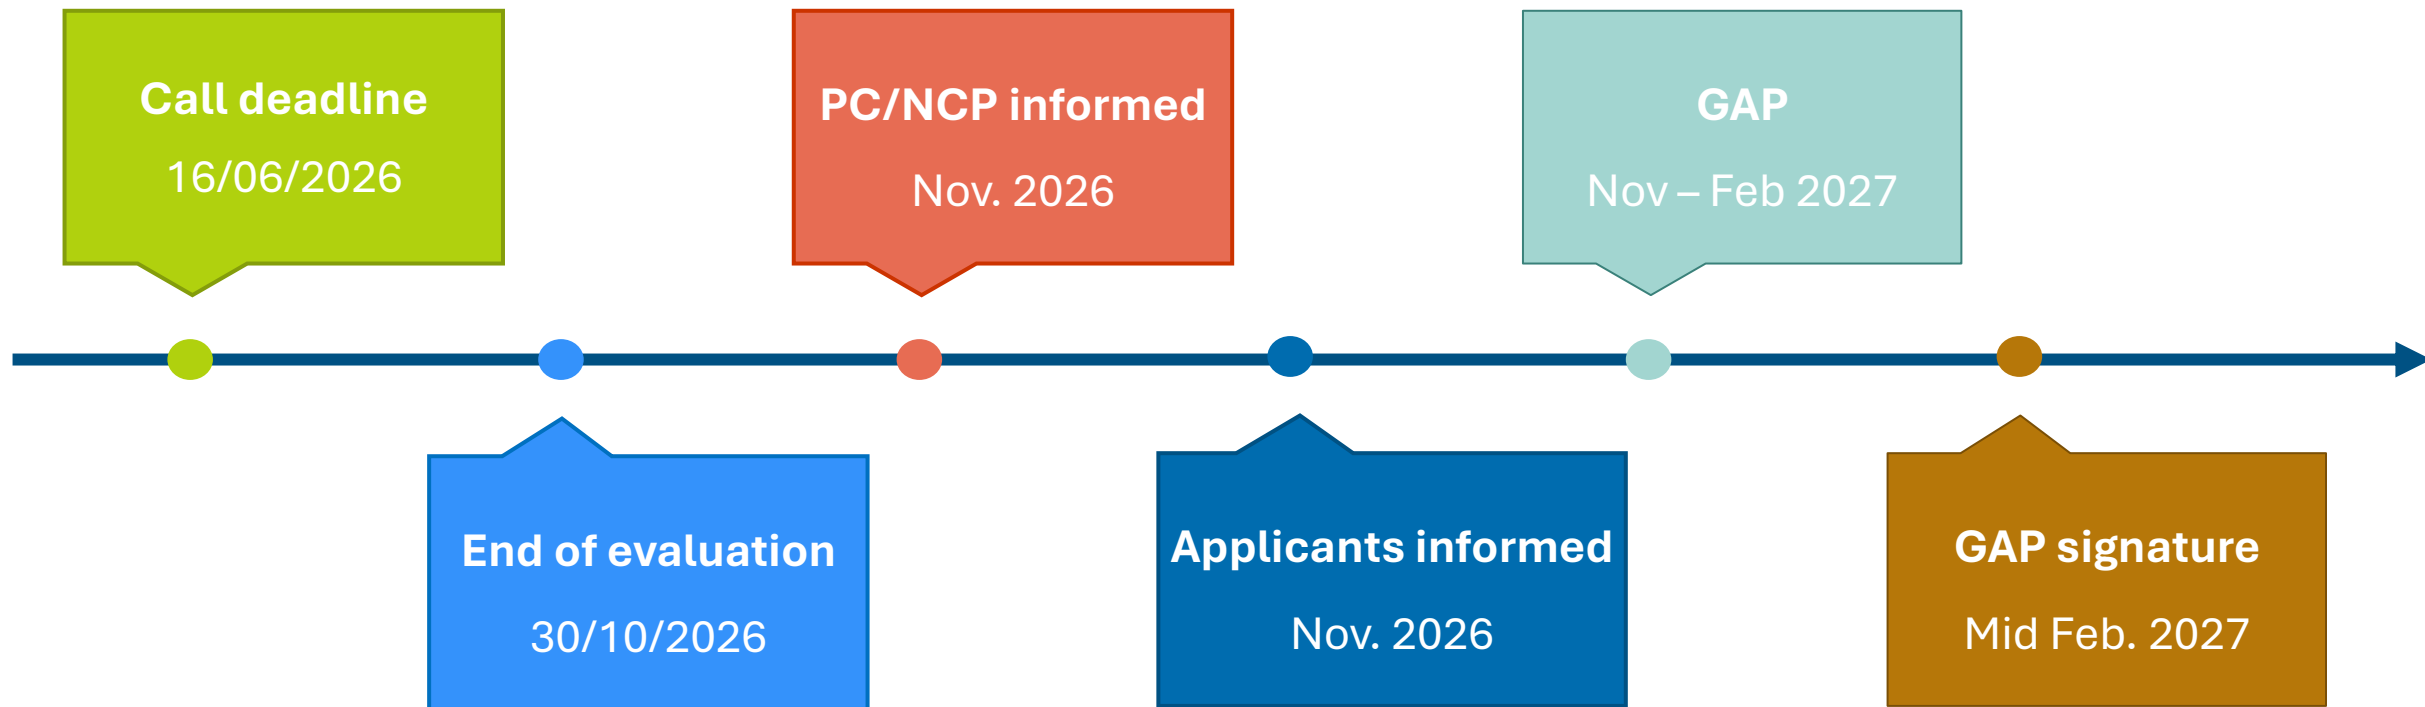 Call deadline
16/06/2026
End of evaluation
30/10/2026
PC/NCP informed
Nov. 2026
Applicants informed
Nov. 2026
GAP
Nov – Feb 2027
GAP signature
Mid Feb. 2027